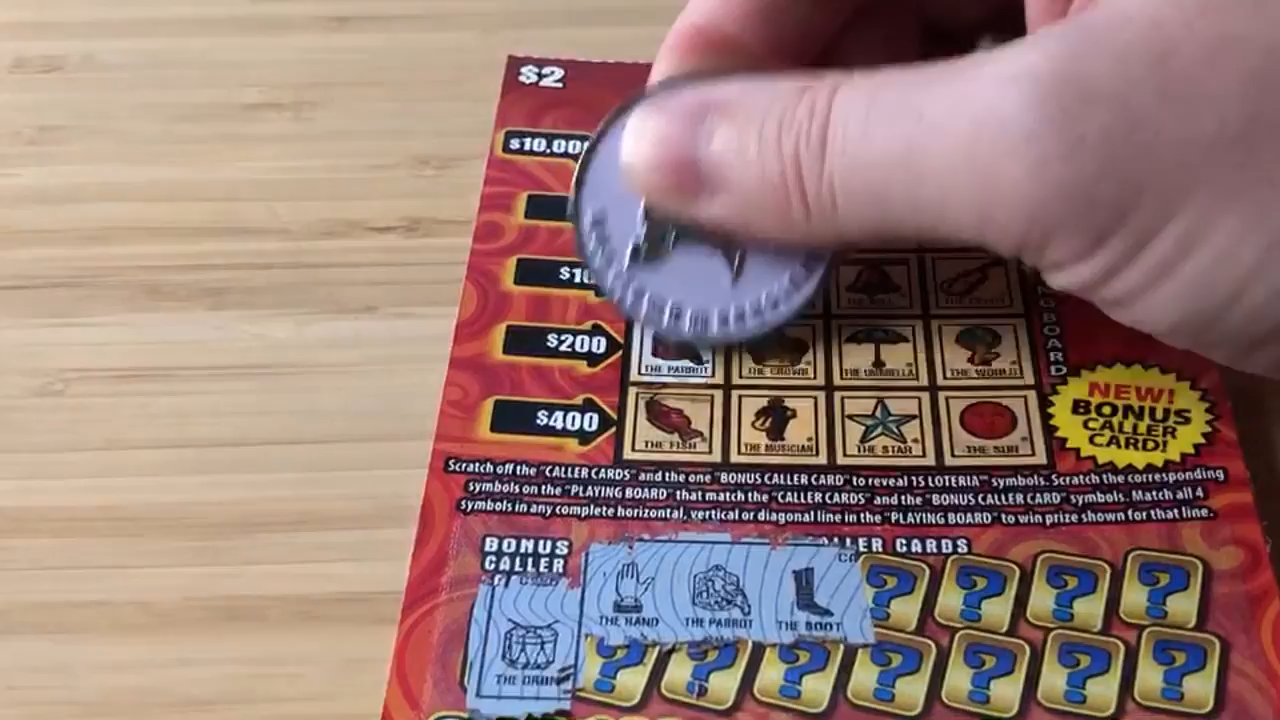 $2
$200
THE PARROT
THE CROWN
THE UMBRELLA
THE WORLD
$400
THE FISH
THE MUSICIAN
THE STAR
THE SUN
NEW!
BONUS
CALLER
CARD!
Scratch off the "CALLER CARDS" and the one "BONUS CALLER CARD" to reveal 15 LOTERIA™ symbols. Scratch the corresponding
symbols on the "PLAYING BOARD" that match the "CALLER CARDS" and the "BONUS CALLER CARD" symbols. Match all 4
symbols in any complete horizontal, vertical or diagonal line in the "PLAYING BOARD" to win prize shown for that line.
BONUS
CALLER
CARDS
THE HAND
THE PARROT
THE BOOT
? ? ? ?
THE DRUM
? ? ? ? ? ? ?